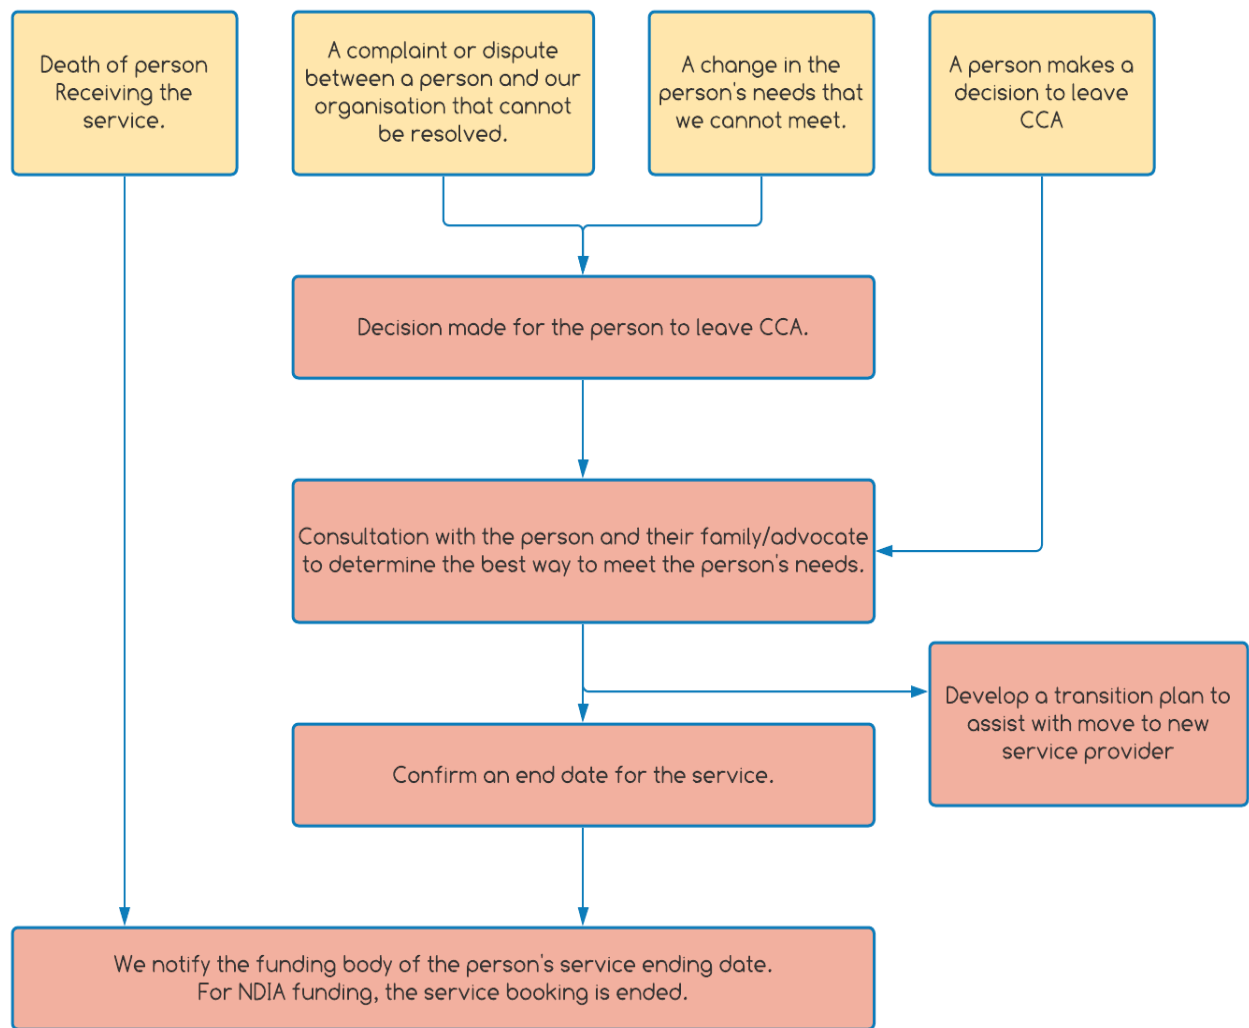 Death of person
Receiving the
service.
A complaint or dispute
between a person and our
organisation that cannot
be resolved.
A change in the
person's needs that
we cannot meet.
A person makes a
decision to leave
CCA
Decision made for the person to leave CCA.
Consultation with the person and their family/advocate
to determine the best way to meet the person's needs.
Develop a transition plan to
assist with move to new
service provider
Confirm an end date for the service.
We notify the funding body of the person's service ending date.
For NDIA funding, the service booking is ended.